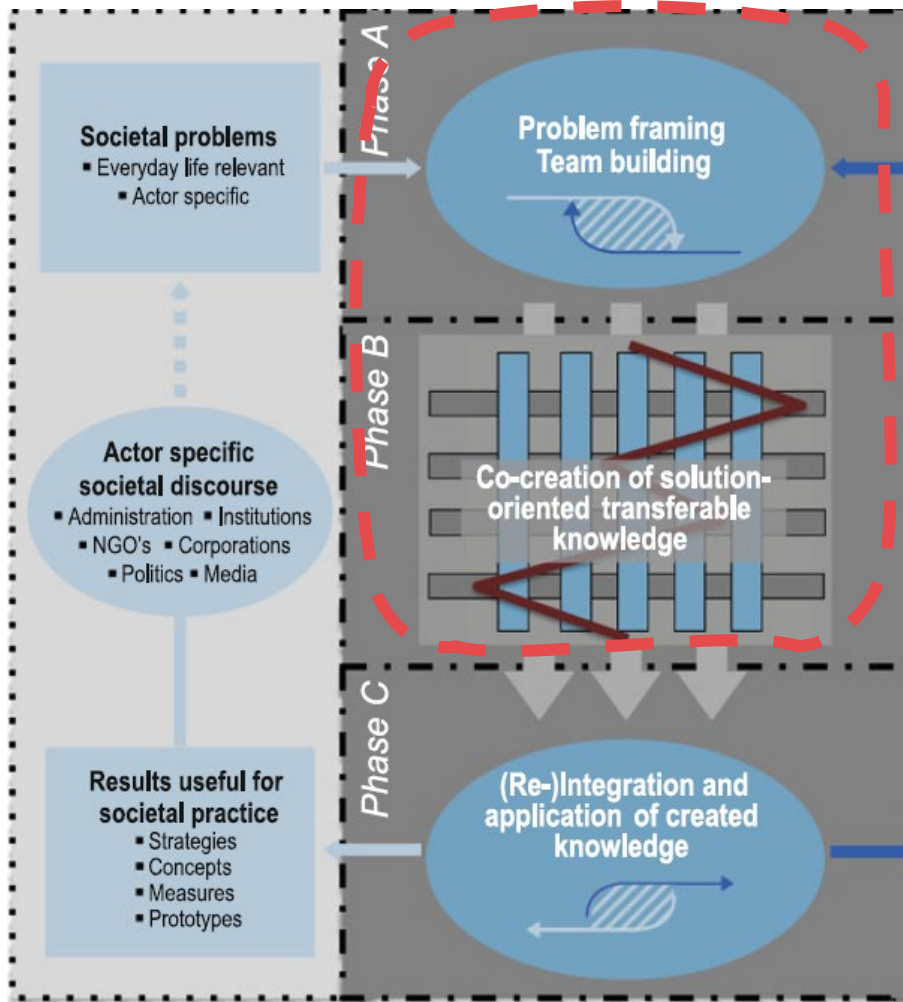 Societal problems
▪ Everyday life relevant
▪ Actor specific
Actor specific
societal discourse
▪ Administration ▪ Institutions
▪ NGO's ▪ Corporations
▪ Politics ▪ Media
Results useful for
societal practice
▪ Strategies
▪ Concepts
▪ Measures
▪ Prototypes
Phase A
Problem framing
Team building
Phase B
Co-creation of solution-
oriented transferable
knowledge
Phase C
(Re-)Integration and
application of created
knowledge